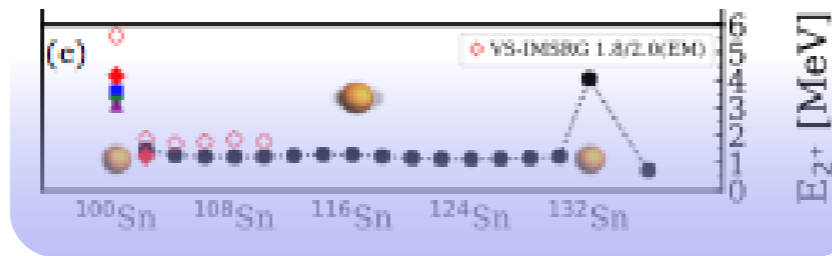 (c)
VS-IMSRG 1.8/2.0(EM)
6
5
4
3
2
1
0
E₂⁺ [MeV]
¹⁰⁰Sn ¹⁰⁸Sn ¹¹⁶Sn ¹²⁴Sn ¹³²Sn